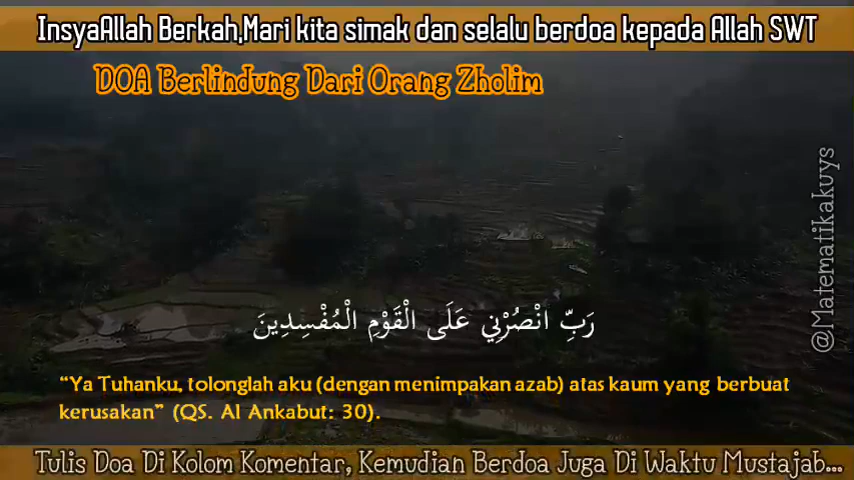 InsyaAllah Berkah,Mari kita simak dan selalu berdoa kepada Allah SWT
DOA Berlindung Dari Orang Zholim
@Matematikakuys
رَبِّ انْصُرْنِي عَلَى الْقَوْمِ الْمُفْسِدِينَ
“Ya Tuhanku, tolonglah aku (dengan menimpakan azab) atas kaum yang berbuat
kerusakan” (QS. Al Ankabut: 30).
Tulis Doa Di Kolom Komentar, Kemudian Berdoa Juga Di Waktu Mustajab...